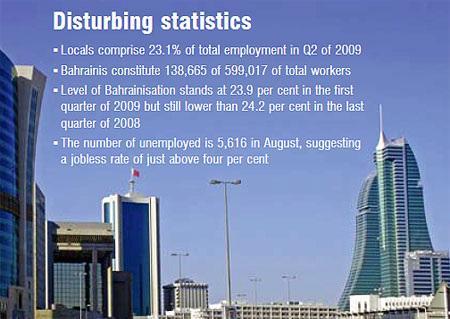 Disturbing statistics
▪ Locals comprise 23.1% of total employment in Q2 of 2009
▪ Bahrainis constitute 138,665 of 599,017 of total workers
▪ Level of Bahrainisation stands at 23.9 per cent in the first
quarter of 2009 but still lower than 24.2 per cent in the last
quarter of 2008
▪ The number of unemployed is 5,616 in August, suggesting
a jobless rate of just above four per cent